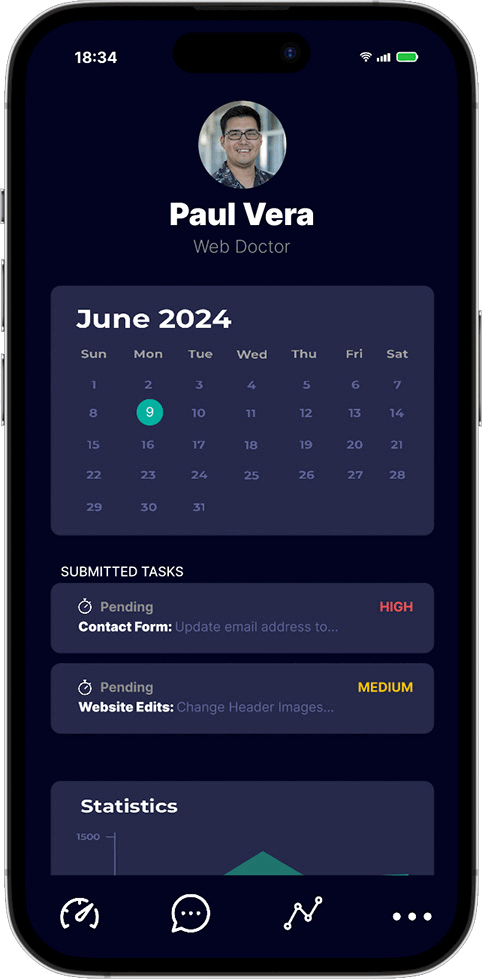 18:34
Paul Vera
Web Doctor
June 2024
Sun Mon Tue Wed Thu Fri Sat
1 2 3 4 5 6 7
8 9 10 11 12 13 14
15 16 17 18 19 20 21
22 23 24 25 26 27 28
29 30 31
SUBMITTED TASKS
Pending HIGH
Contact Form: Update email address to...
Pending MEDIUM
Website Edits: Change Header Images...
Statistics
1500